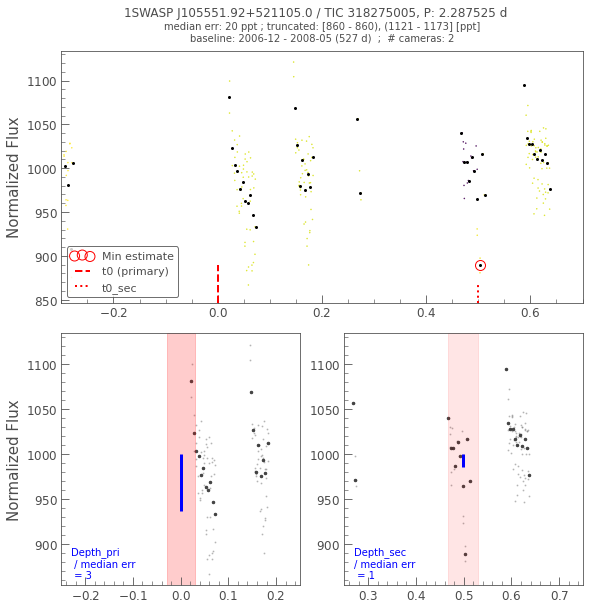 1SWASP J105551.92+521105.0 / TIC 318275005, P: 2.287525 d
median err: 20 ppt ; truncated: [860 - 860), (1121 - 1173] [ppt]
baseline: 2006-12 - 2008-05 (527 d)  ;  # cameras: 2
Normalized Flux
1100
1050
1000
950
900
850
Min estimate
t0 (primary)
t0_sec
−0.2
0.0
0.2
0.4
0.6
Normalized Flux
1100
1050
1000
950
900
Depth_pri
/ median err
= 3
−0.2
−0.1
0.0
0.1
0.2
1100
1050
1000
950
900
Depth_sec
/ median err
= 1
0.3
0.4
0.5
0.6
0.7